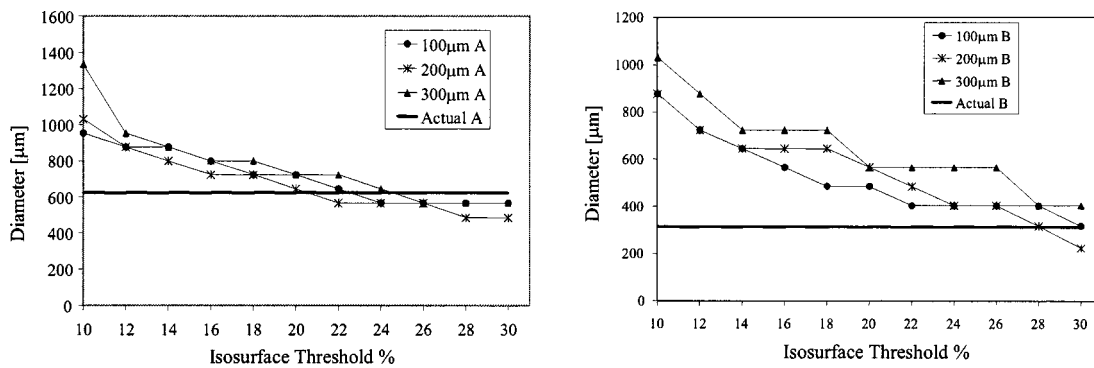 1600
1400
1200
1000
800
600
400
200
0
Diameter [µm]
10 12 14 16 18 20 22 24 26 28 30
Isosurface Threshold %
100µm A
200µm A
300µm A
Actual A
1200
1000
800
600
400
200
0
Diameter [µm]
10 12 14 16 18 20 22 24 26 28 30
Isosurface Threshold %
100µm B
200µm B
300µm B
Actual B